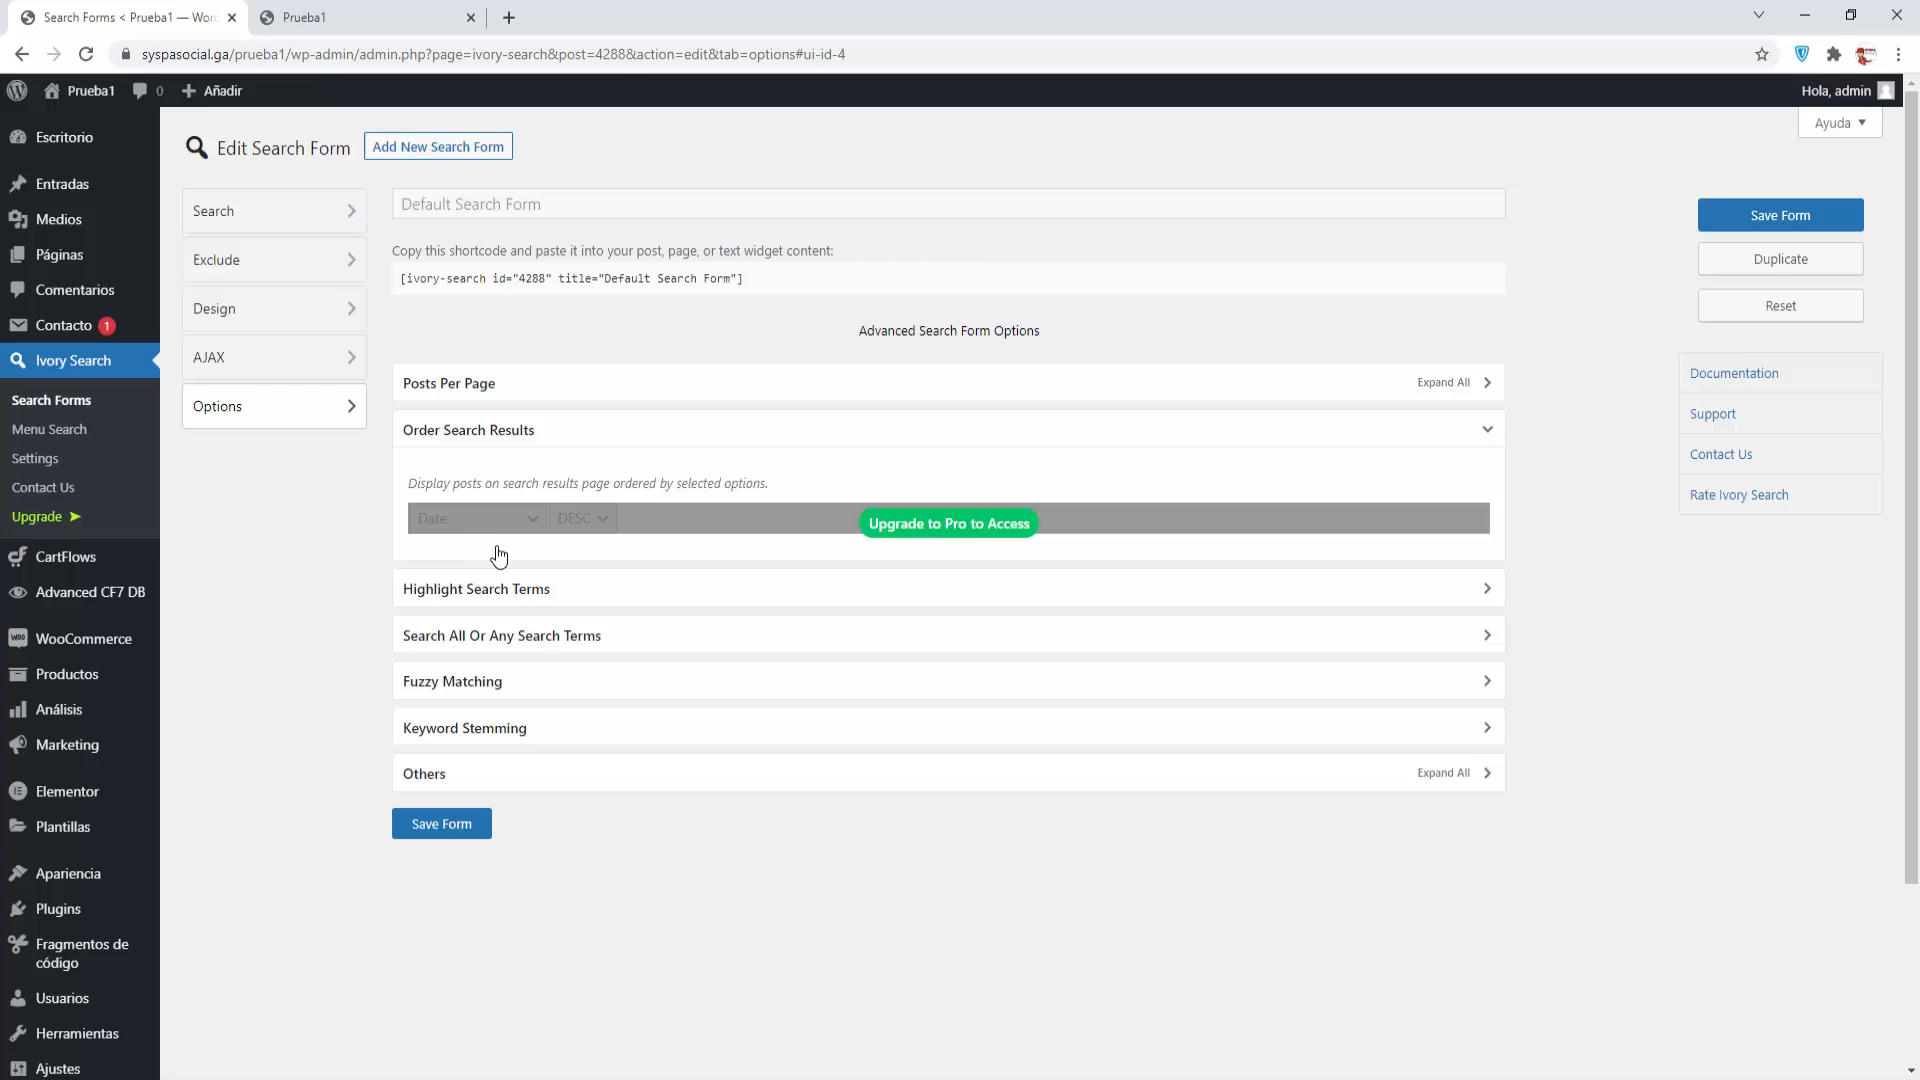 Search Forms < Prueba1 — Wor
Prueba1
syspasocial.ga/prueba1/wp-admin/admin.php?page=ivory-search&post=4288&action=edit&tab=options#ui-id-4
Prueba1
0
Añadir
Hola, admin
Ayuda
Escritorio
Entradas
Medios
Páginas
Comentarios
Contacto 1
Ivory Search
Search Forms
Menu Search
Settings
Contact Us
Upgrade ➤
CartFlows
Advanced CF7 DB
WooCommerce
Productos
Análisis
Marketing
Elementor
Plantillas
Apariencia
Plugins
Fragmentos de
código
Usuarios
Herramientas
Ajustes
Edit Search Form
Add New Search Form
Search
Exclude
Design
AJAX
Options
Default Search Form
Copy this shortcode and paste it into your post, page, or text widget content:
[ivory-search id="4288" title="Default Search Form"]
Advanced Search Form Options
Posts Per Page
Expand All
Order Search Results
Display posts on search results page ordered by selected options.
Date
DESC
Upgrade to Pro to Access
Highlight Search Terms
Search All Or Any Search Terms
Fuzzy Matching
Keyword Stemming
Others
Expand All
Save Form
Save Form
Duplicate
Reset
Documentation
Support
Contact Us
Rate Ivory Search